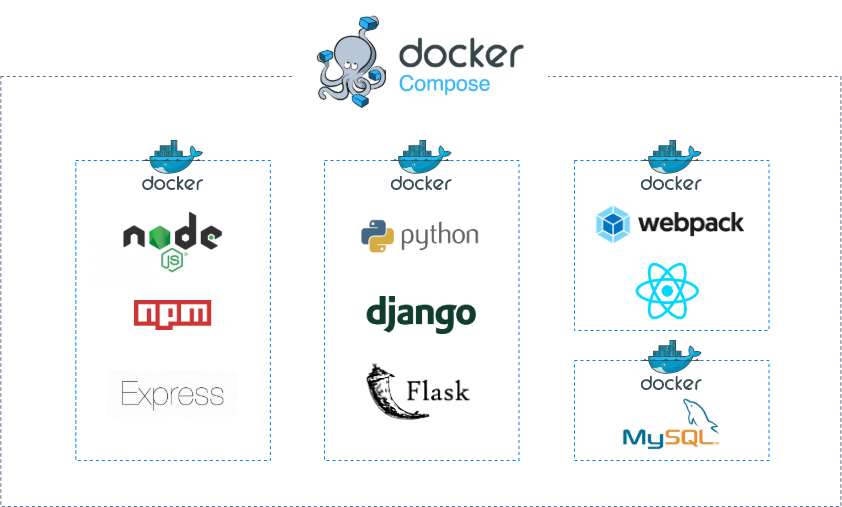 docker
Compose
docker
node
JS
npm
Express
docker
python
django
Flask
docker
webpack
docker
MySQL